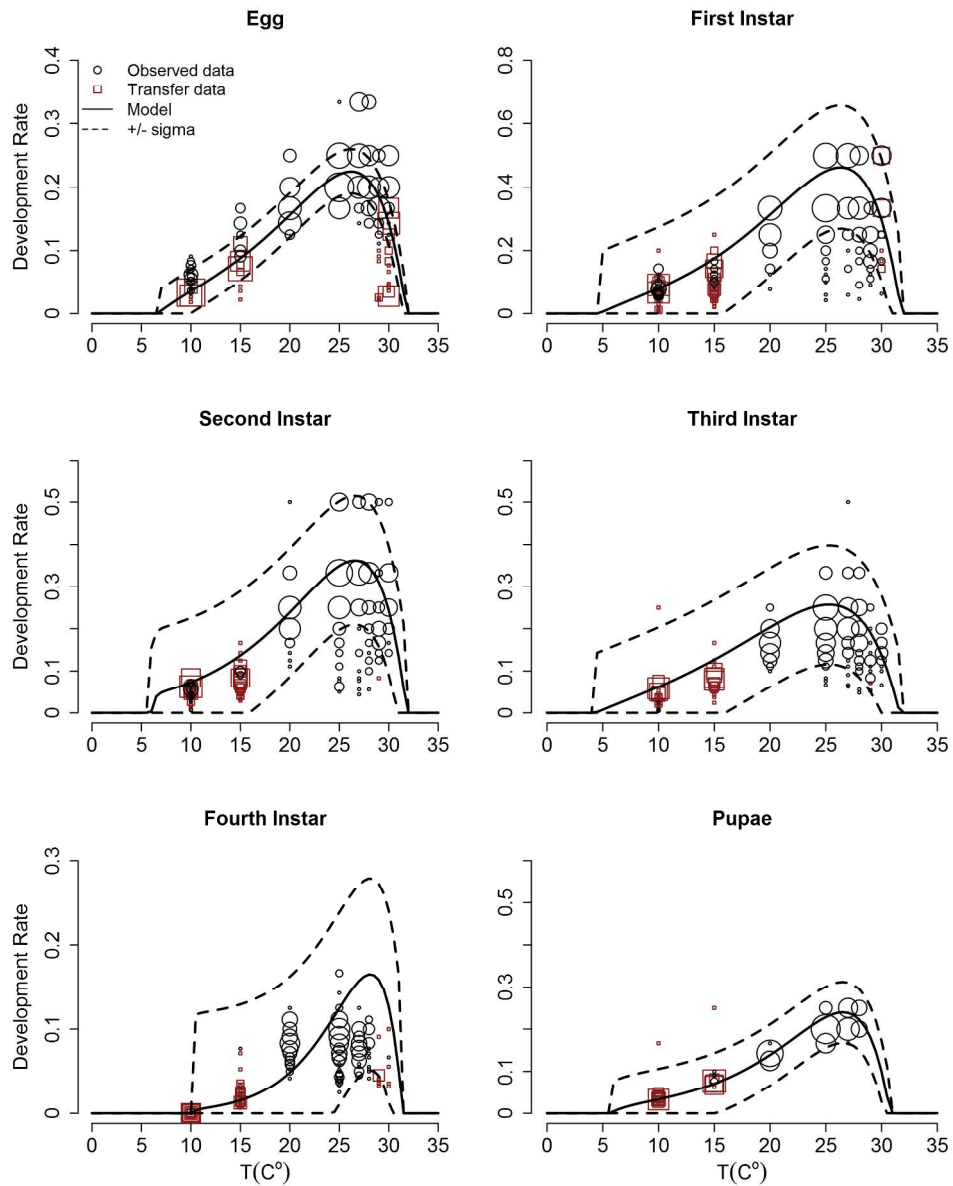 Egg
First Instar
Development Rate
0 0.1 0.2 0.3 0.4
Observed data
Transfer data
Model
+/- sigma
0 5 10 15 20 25 30 35
Development Rate
0 0.2 0.4 0.6 0.8
0 5 10 15 20 25 30 35
Second Instar
Third Instar
Development Rate
0 0.1 0.3 0.5
0 5 10 15 20 25 30 35
Development Rate
0 0.1 0.3 0.5
0 5 10 15 20 25 30 35
Fourth Instar
Pupae
Development Rate
0 0.1 0.2 0.3
0 5 10 15 20 25 30 35
T(C°)
Development Rate
0 0.1 0.3 0.5
0 5 10 15 20 25 30 35
T(C°)